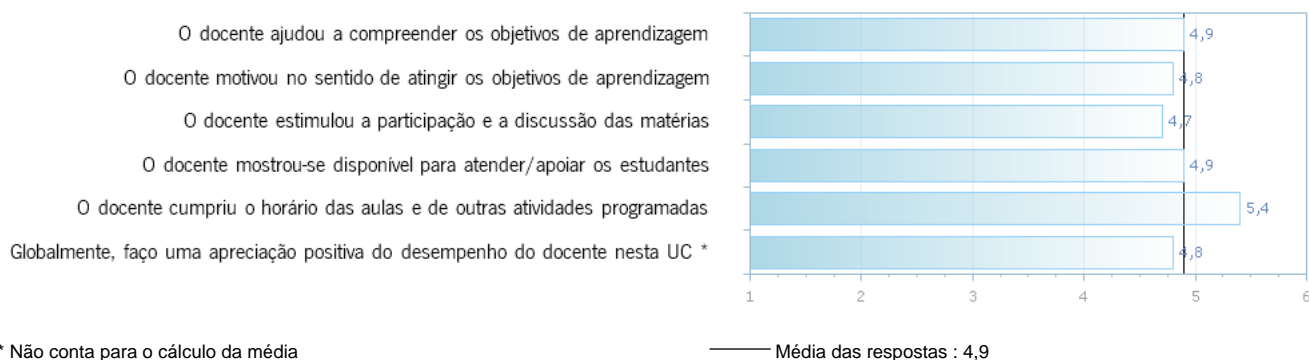 O docente ajudou a compreender os objetivos de aprendizagem 4,9
O docente motivou no sentido de atingir os objetivos de aprendizagem 4,8
O docente estimulou a participação e a discussão das matérias 4,7
O docente mostrou-se disponível para atender/apoiar os estudantes 4,9
O docente cumpriu o horário das aulas e de outras atividades programadas 5,4
Globalmente, faço uma apreciação positiva do desempenho do docente nesta UC * 4,8
1 2 3 4 5 6
* Não conta para o cálculo da média
Média das respostas : 4,9